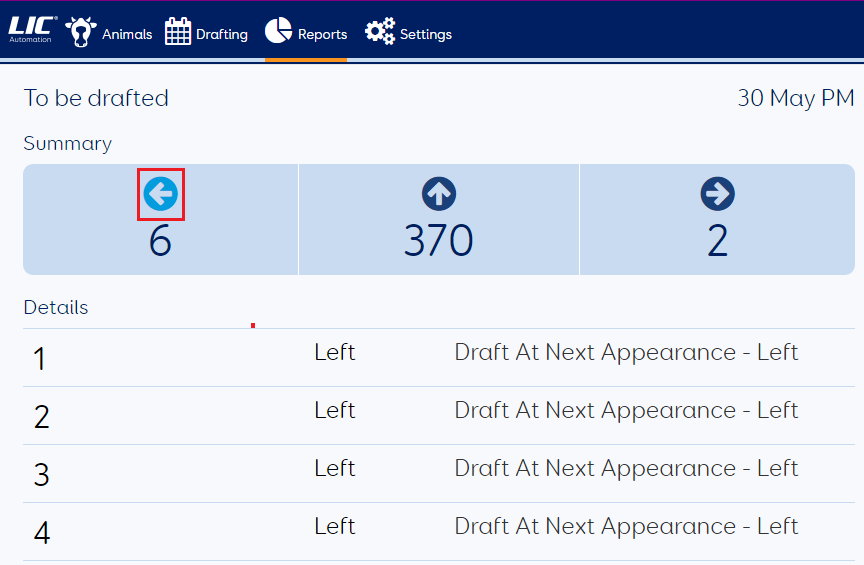 LIC®
Automation
Animals Drafting Reports Settings
To be drafted 30 May PM
Summary
6 370 2
Details
1 Left Draft At Next Appearance - Left
2 Left Draft At Next Appearance - Left
3 Left Draft At Next Appearance - Left
4 Left Draft At Next Appearance - Left